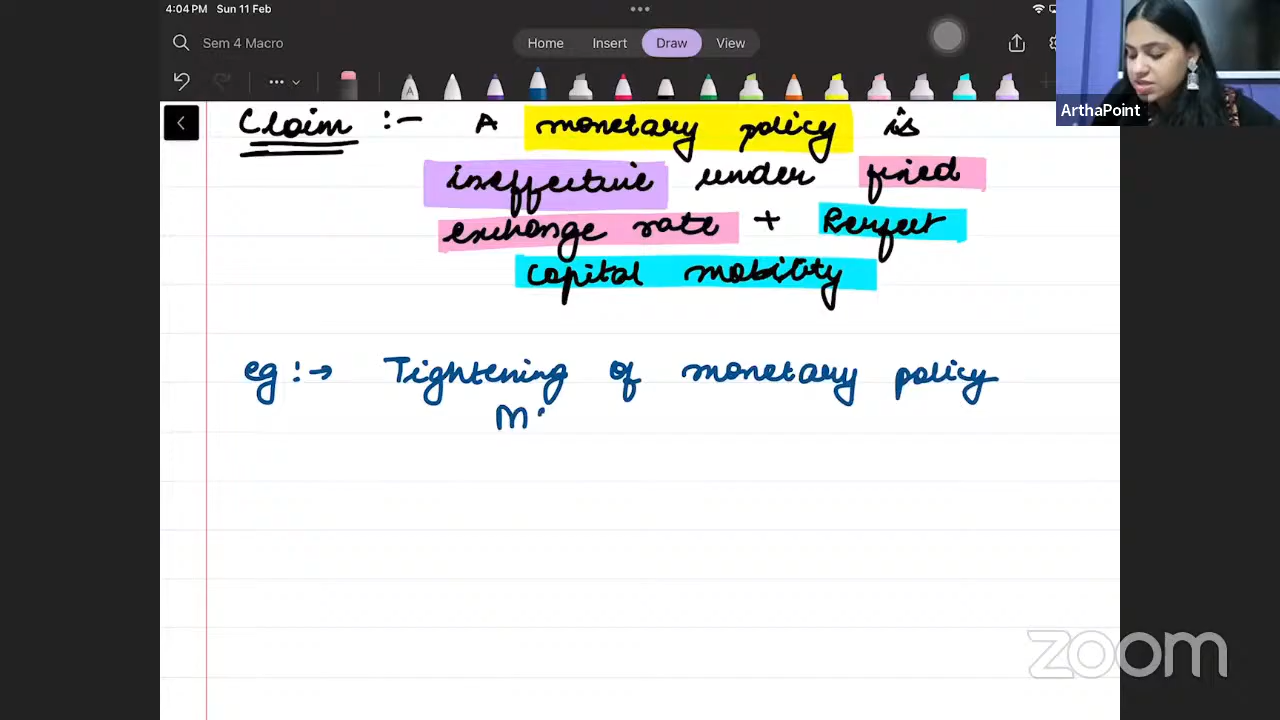 4:04 PM Sun 11 Feb
Sem 4 Macro
Home Insert Draw View
ArthaPoint
Claim :- A monetary policy is
ineffective under fixed
exchange rate + Perfect
capital mobility
eg :→ Tightening of monetary policy
M
zoom